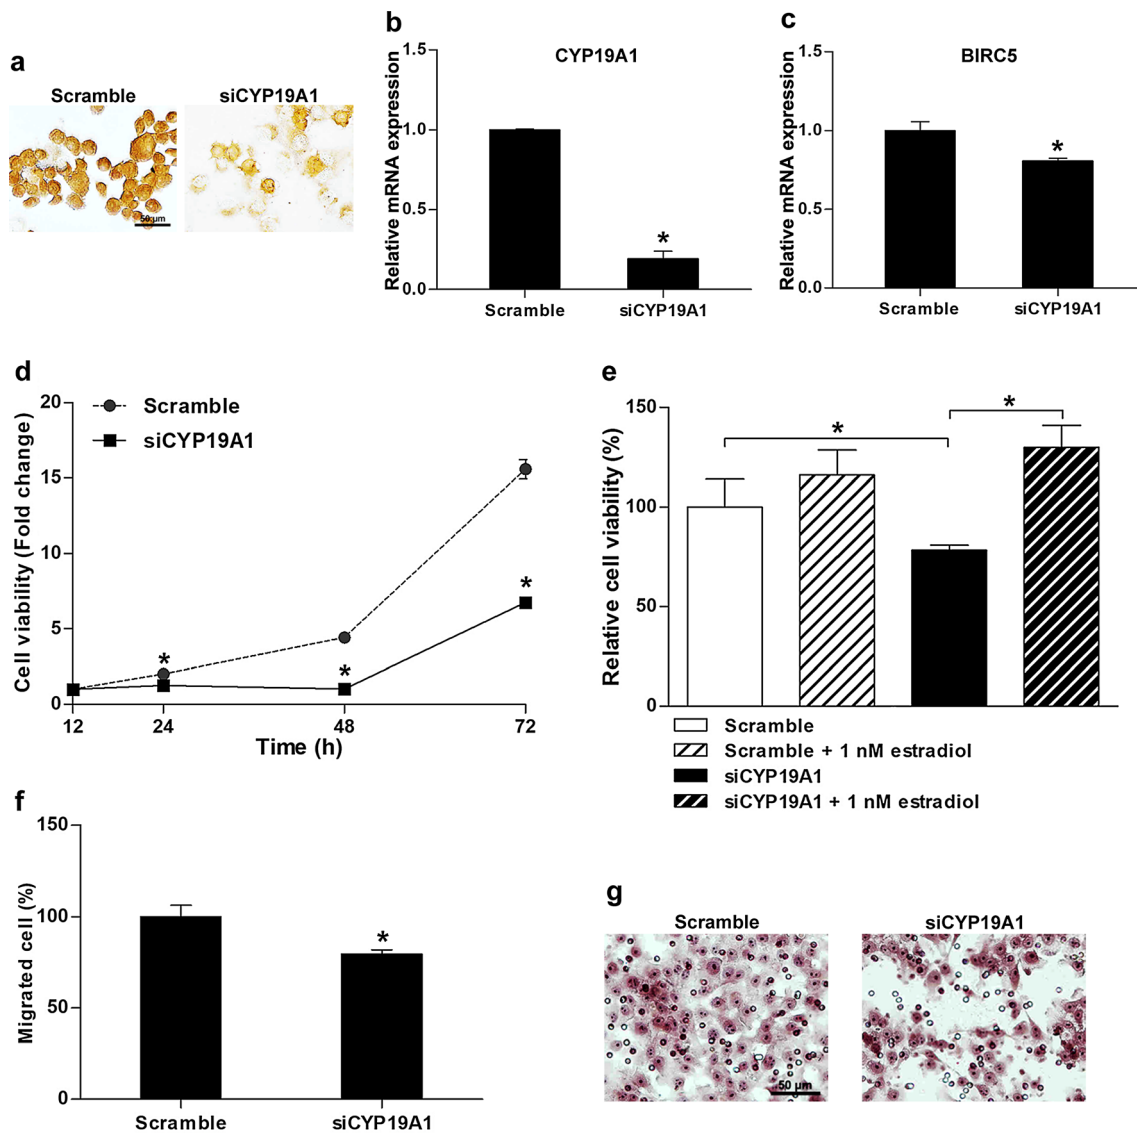 a
Scramble
siCYP19A1
50 µm
b
CYP19A1
Relative mRNA expression
1.5
1.0
0.5
0.0
*
Scramble
siCYP19A1
c
BIRC5
Relative mRNA expression
1.5
1.0
0.5
0.0
*
Scramble
siCYP19A1
d
Scramble
siCYP19A1
Cell viability (Fold change)
20
15
10
5
0
*
*
*
12
24
48
72
Time (h)
e
Relative cell viability (%)
150
100
50
0
*
*
Scramble
Scramble + 1 nM estradiol
siCYP19A1
siCYP19A1 + 1 nM estradiol
f
Migrated cell (%)
150
100
50
0
*
Scramble
siCYP19A1
g
Scramble
siCYP19A1
50 µm